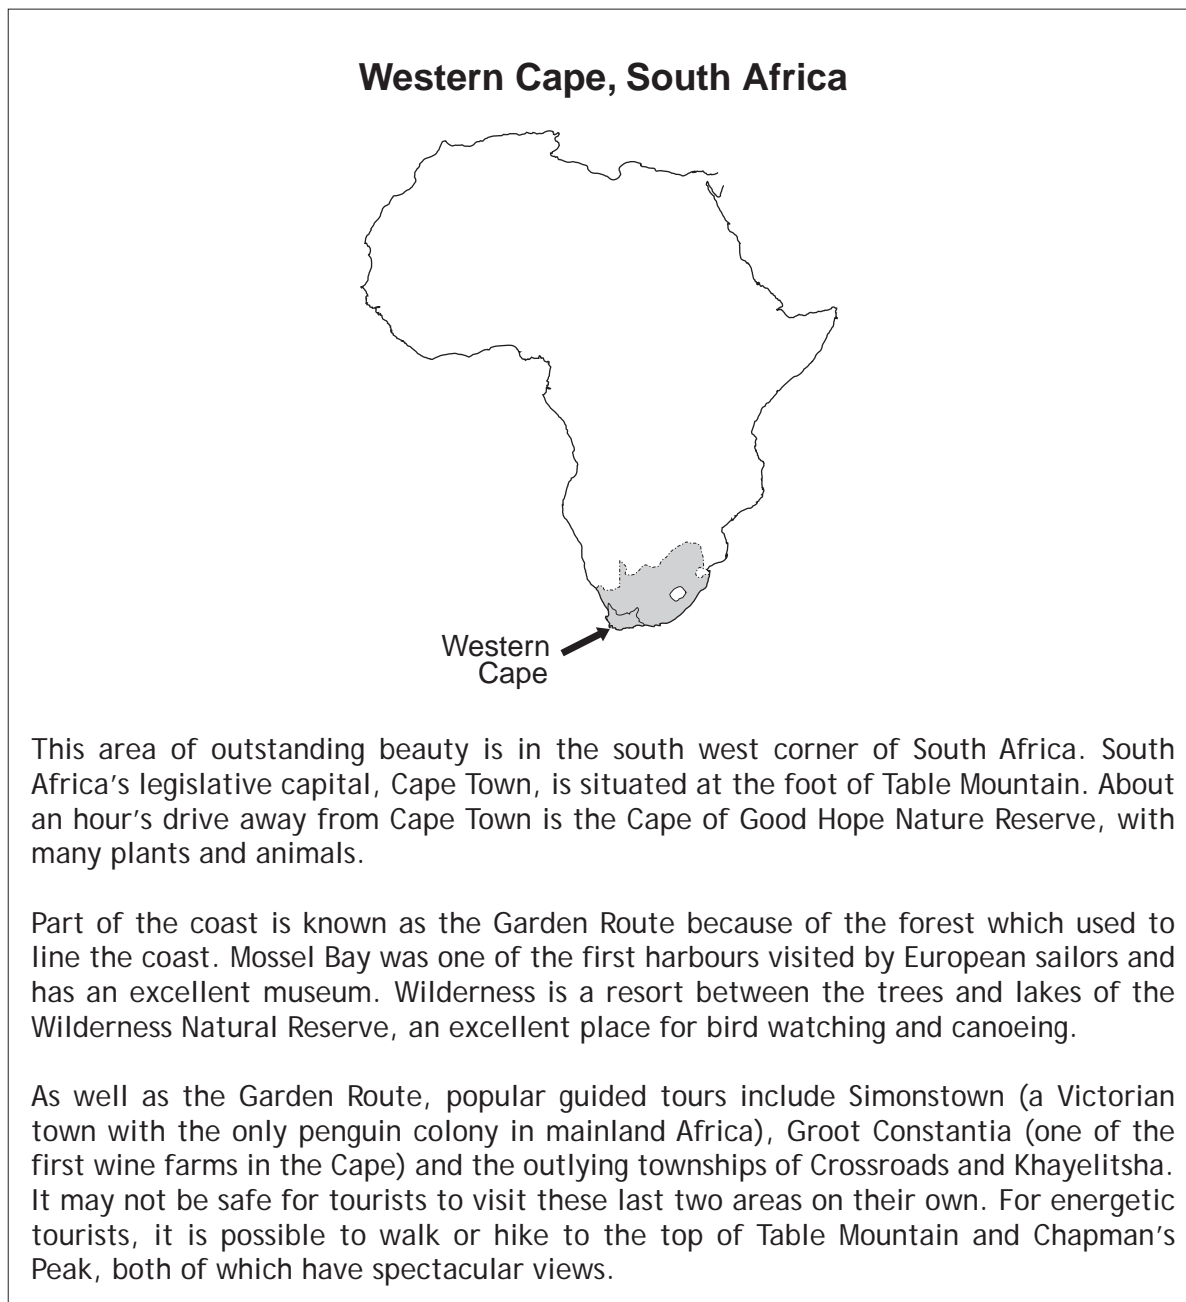 Western Cape, South Africa
Western
Cape
This area of outstanding beauty is in the south west corner of South Africa. South
Africa's legislative capital, Cape Town, is situated at the foot of Table Mountain. About
an hour's drive away from Cape Town is the Cape of Good Hope Nature Reserve, with
many plants and animals.
Part of the coast is known as the Garden Route because of the forest which used to
line the coast. Mossel Bay was one of the first harbours visited by European sailors and
has an excellent museum. Wilderness is a resort between the trees and lakes of the
Wilderness Natural Reserve, an excellent place for bird watching and canoeing.
As well as the Garden Route, popular guided tours include Simonstown (a Victorian
town with the only penguin colony in mainland Africa), Groot Constantia (one of the
first wine farms in the Cape) and the outlying townships of Crossroads and Khayelitsha.
It may not be safe for tourists to visit these last two areas on their own. For energetic
tourists, it is possible to walk or hike to the top of Table Mountain and Chapman's
Peak, both of which have spectacular views.